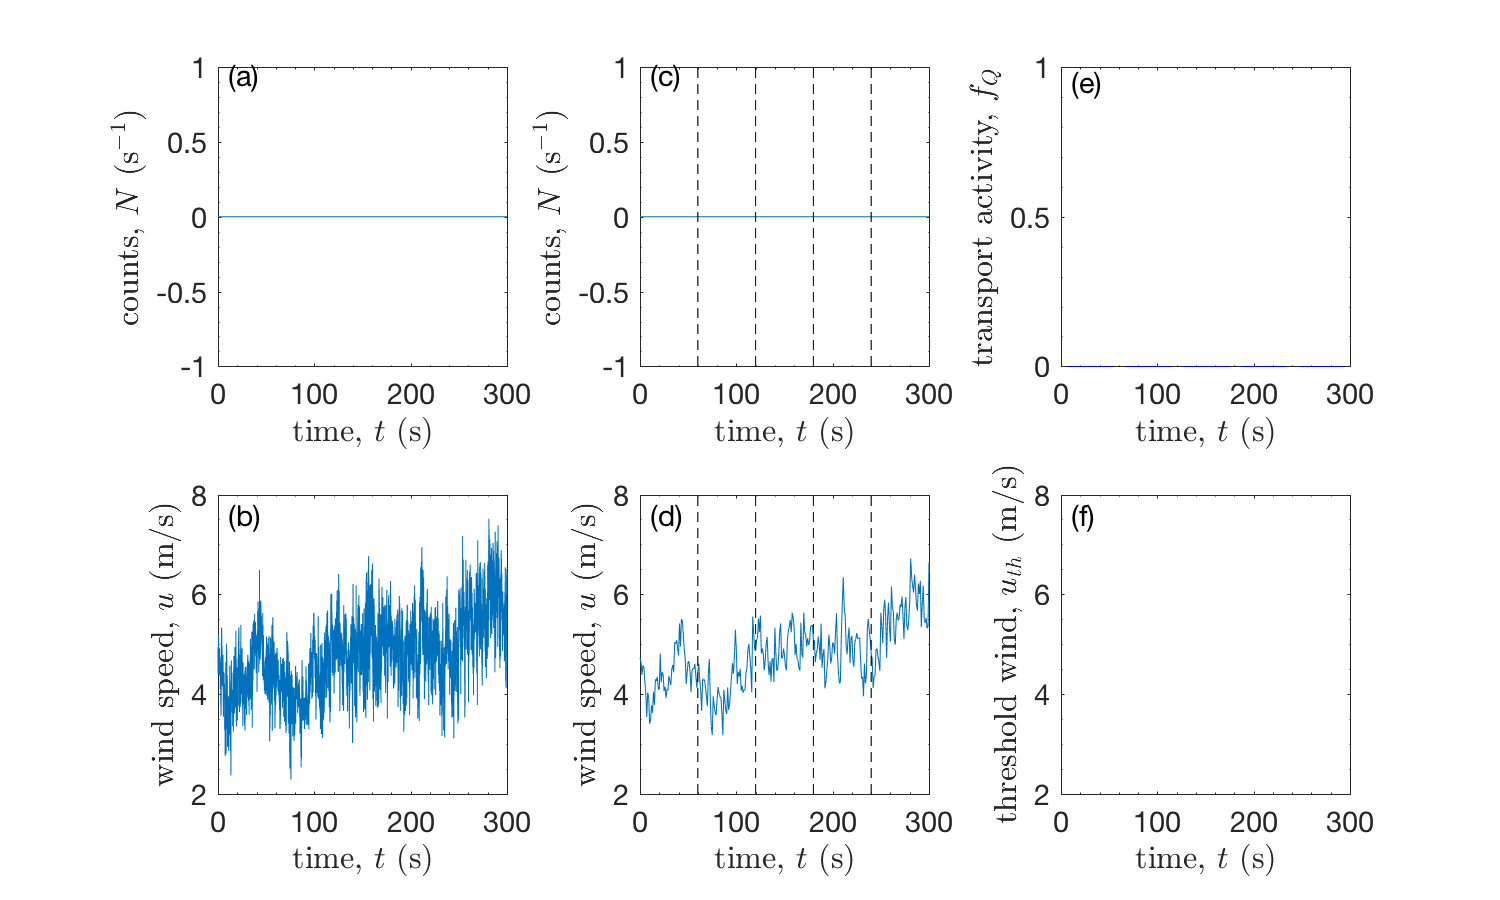 (a)
1
0.5
0
-0.5
-1
counts, N (s⁻¹)
0 100 200 300
time, t (s)
(c)
1
0.5
0
-0.5
-1
counts, N (s⁻¹)
0 100 200 300
time, t (s)
(e)
1
0.5
0
transport activity, f_Q
0 100 200 300
time, t (s)
(b)
8
6
4
2
wind speed, u (m/s)
0 100 200 300
time, t (s)
(d)
8
6
4
2
wind speed, u (m/s)
0 100 200 300
time, t (s)
(f)
8
6
4
2
threshold wind, u_th (m/s)
0 100 200 300
time, t (s)